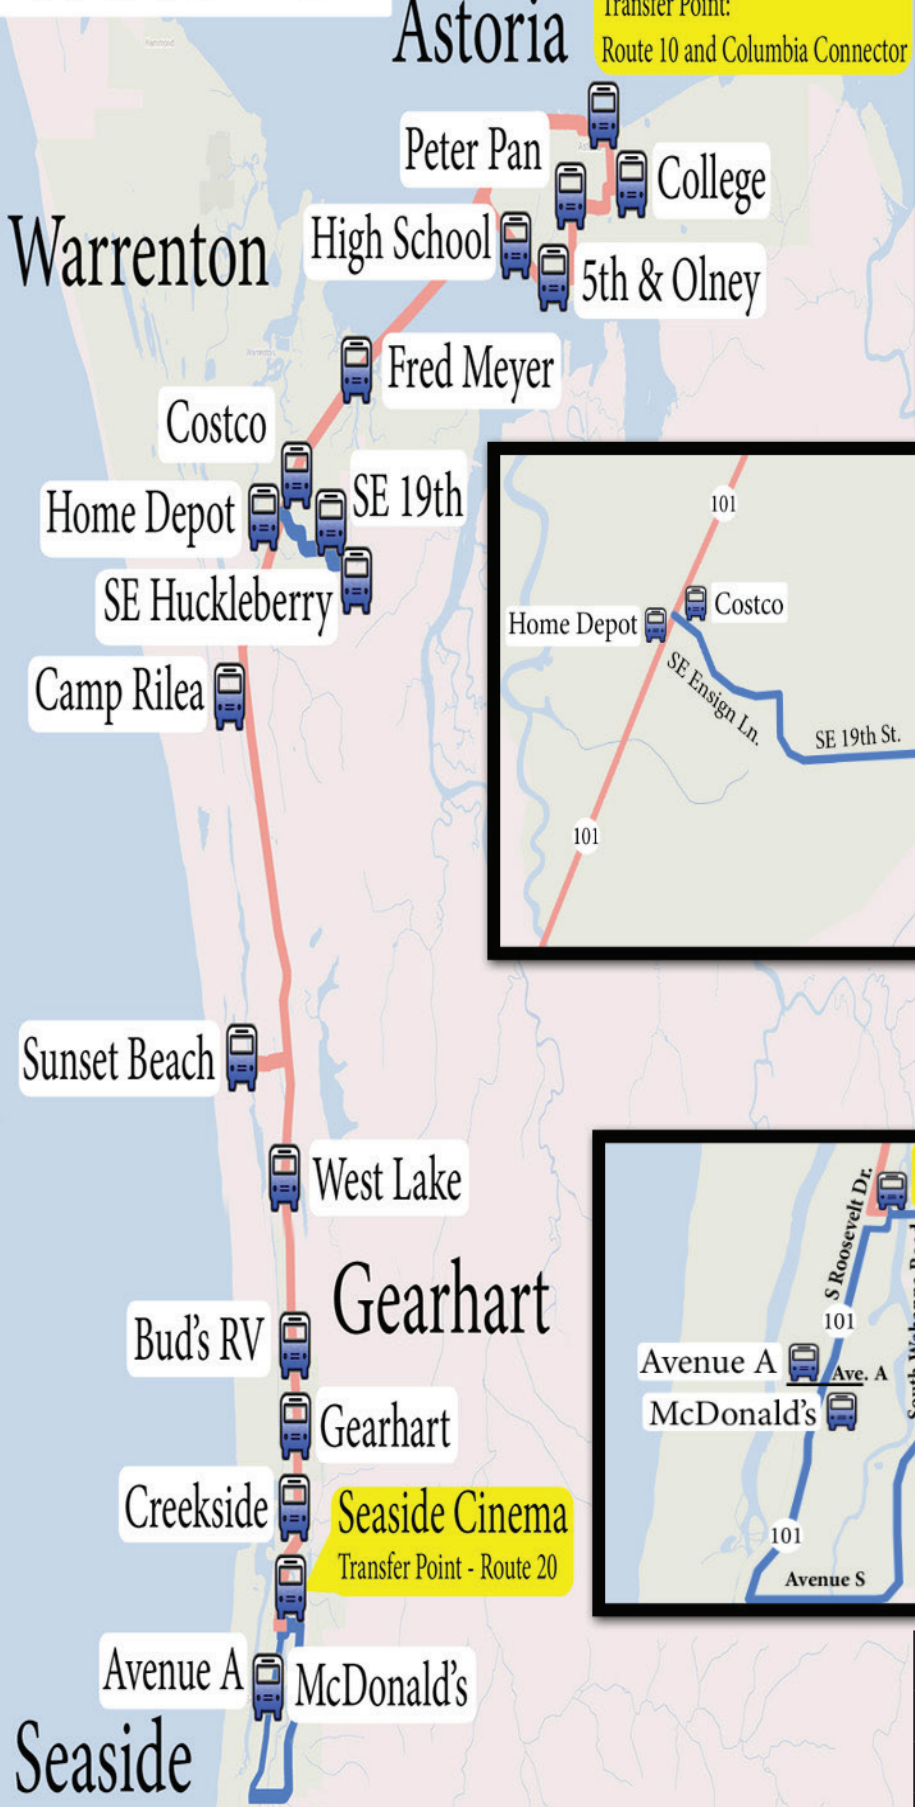 Astoria
Transfer Point:
Route 10 and Columbia Connector
Peter Pan
College
Warrenton
High School
5th & Olney
Fred Meyer
Costco
Home Depot
SE 19th
SE Huckleberry
Camp Rilea
101
Costco
Home Depot
SE Ensign Ln.
SE 19th St.
101
Sunset Beach
West Lake
Gearhart
Bud's RV
Gearhart
Creekside
Seaside Cinema
Transfer Point - Route 20
Avenue A
McDonald's
Seaside
S Roosevelt Dr.
101
Avenue A
Ave. A
McDonald's
101
Avenue S